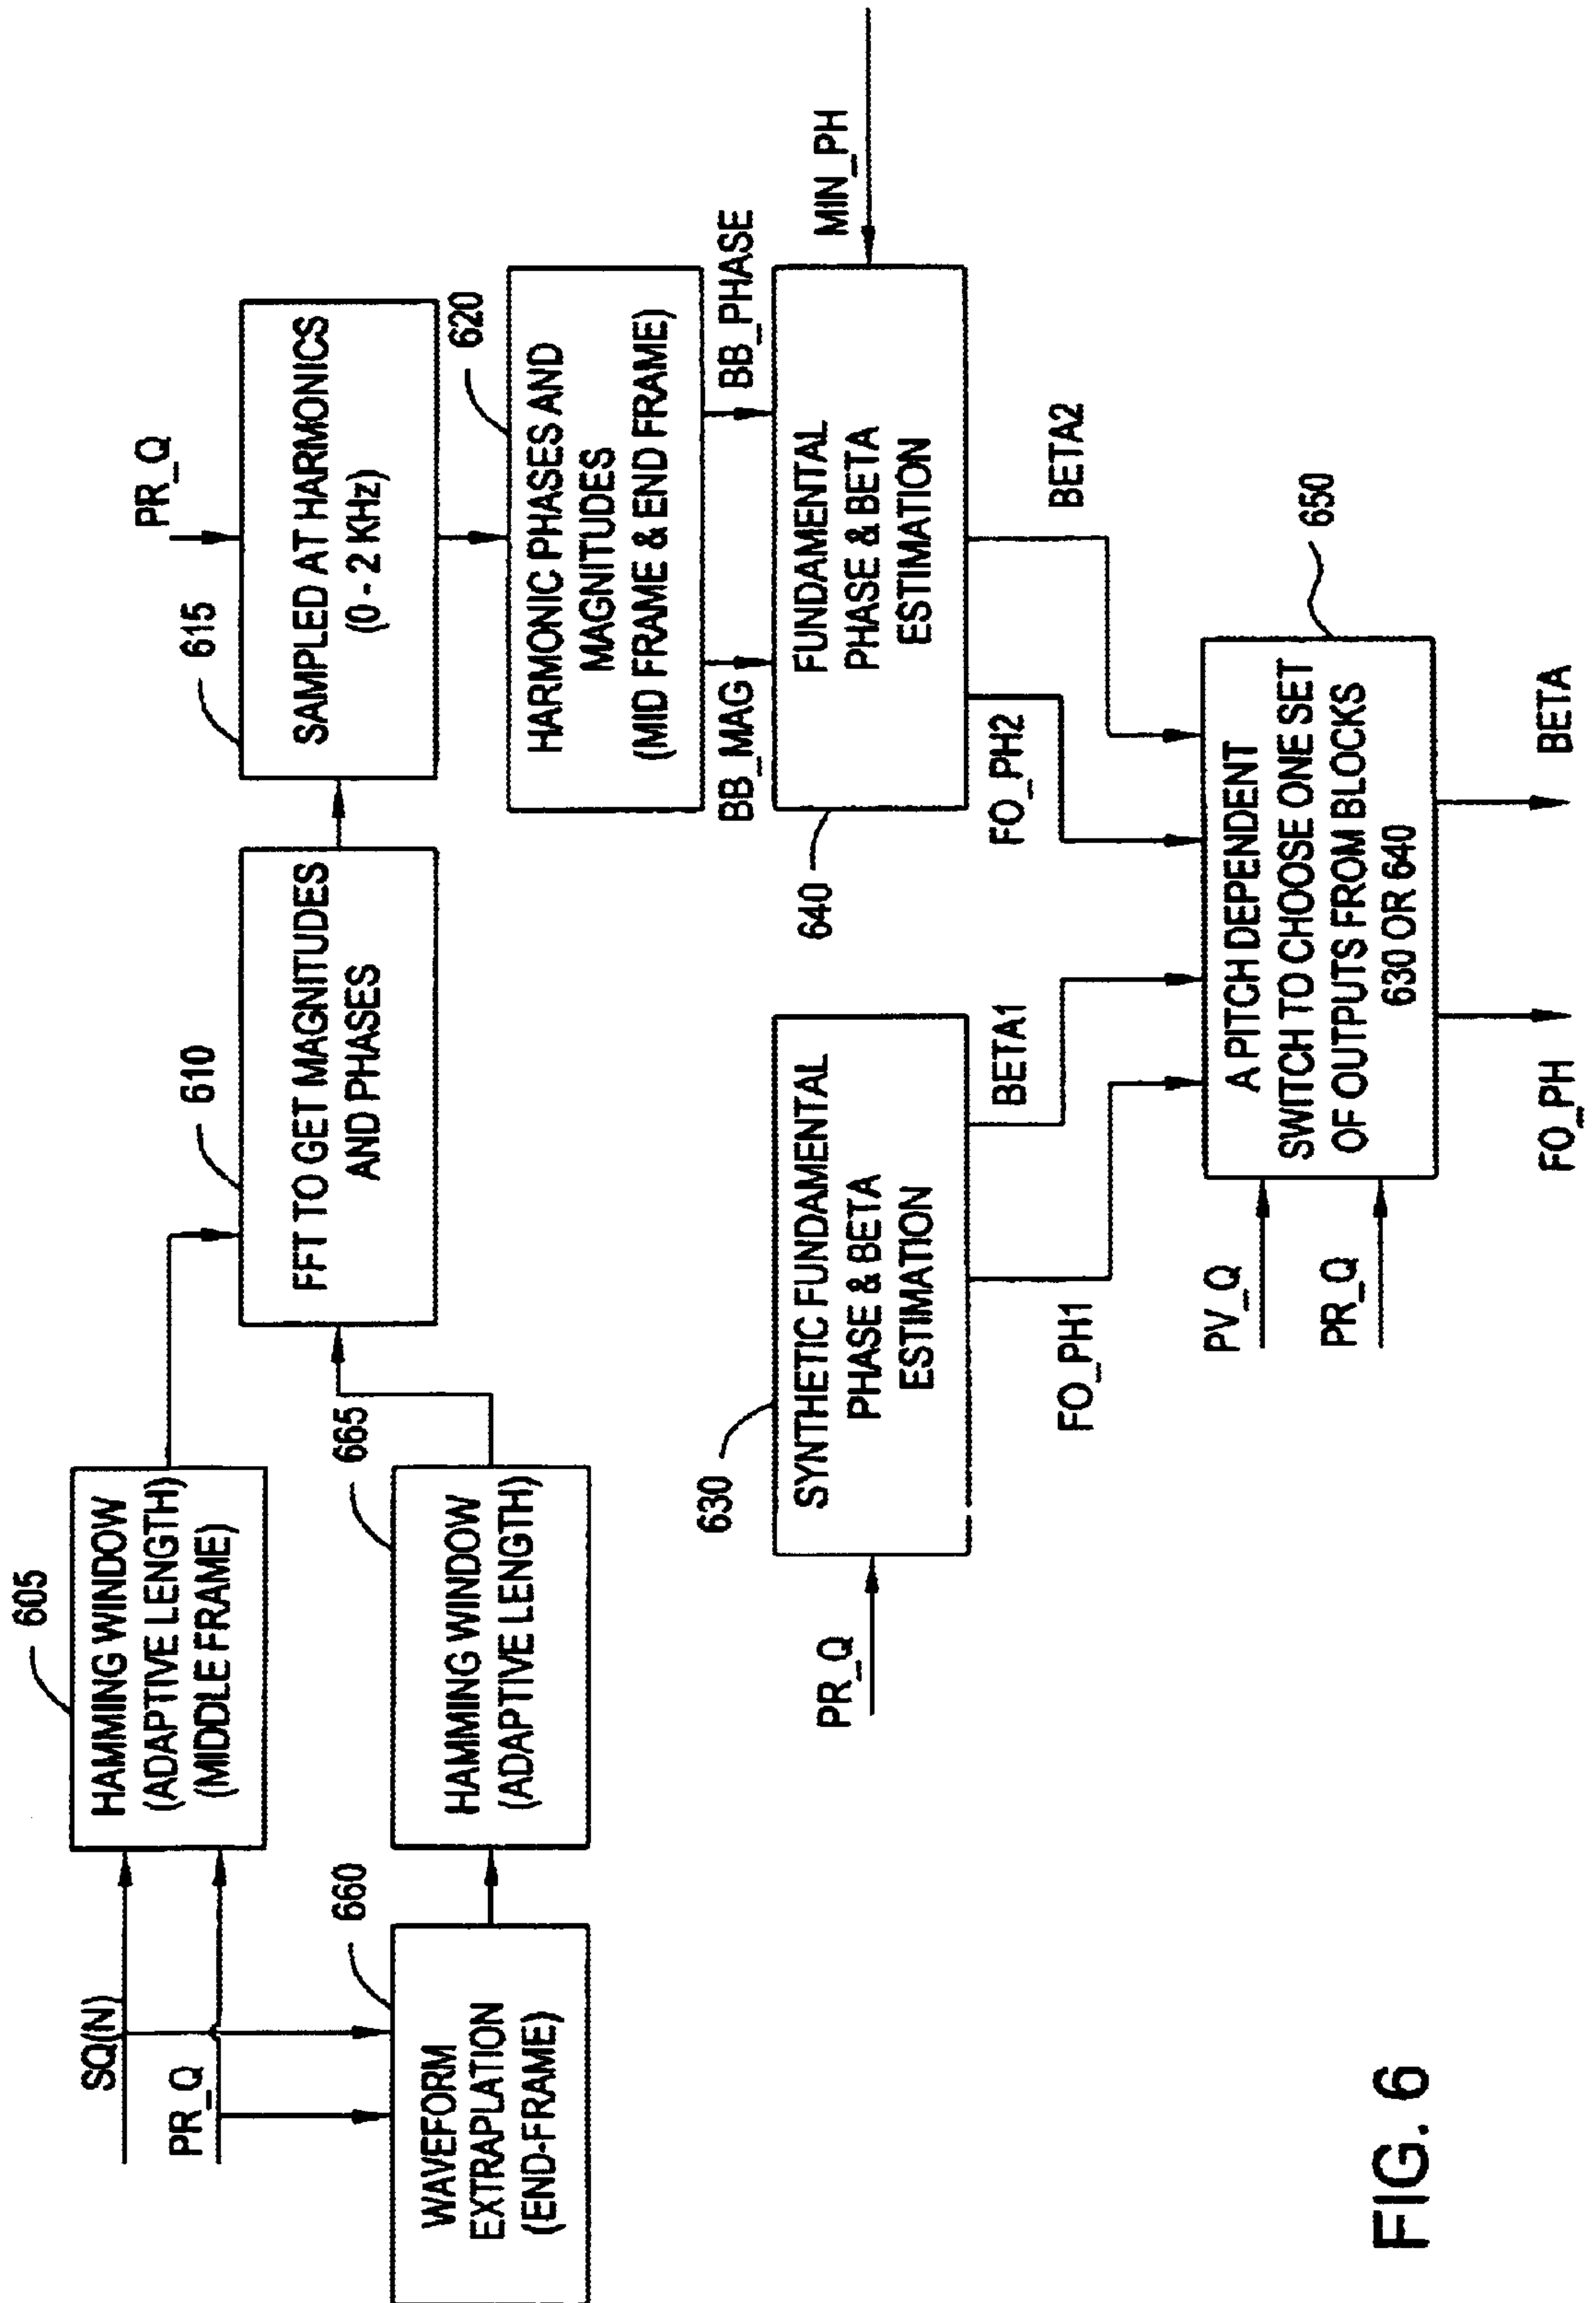 605
SQ(N)
PR_Q
HAMMING WINDOW
(ADAPTIVE LENGTH)
(MIDDLE FRAME)
660
WAVEFORM
EXTRAPLATION
(END-FRAME)
665
HAMMING WINDOW
(ADAPTIVE LENGTH)
610
FFT TO GET MAGNITUDES
AND PHASES
615
PR_Q
SAMPLED AT HARMONICS
(0 - 2 KHz)
620
HARMONIC PHASES AND
MAGNITUDES
(MID FRAME & END FRAME)
BB_MAG
BB_PHASE
MIN_PH
640
FUNDAMENTAL
PHASE & BETA
ESTIMATION
FO_PH2
BETA2
630
PR_Q
SYNTHETIC FUNDAMENTAL
PHASE & BETA
ESTIMATION
FO_PH1
BETA1
650
PV_Q
PR_Q
A PITCH DEPENDENT
SWITCH TO CHOOSE ONE SET
OF OUTPUTS FROM BLOCKS
630 OR 640
FO_PH
BETA
FIG. 6